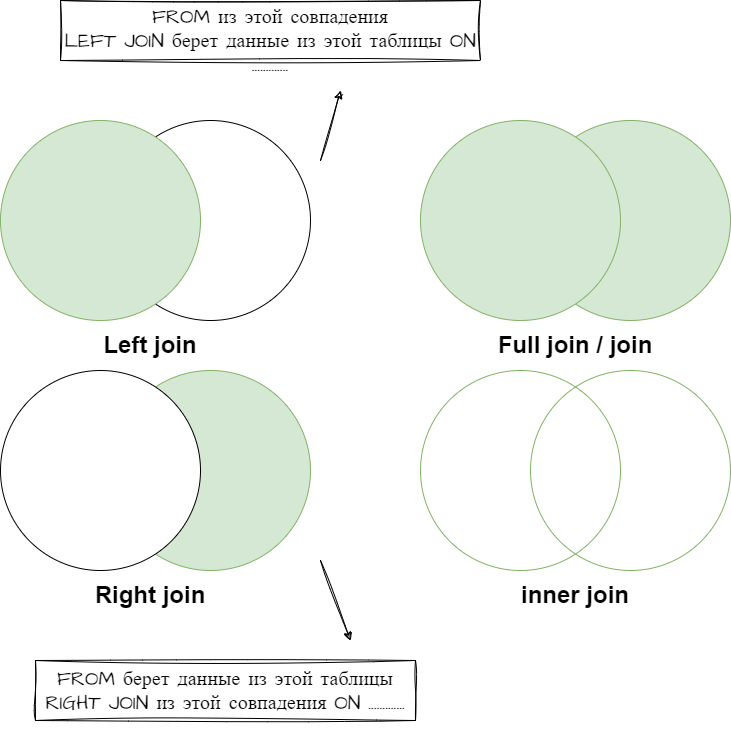 FROM из этой совпадения
LEFT JOIN берет данные из этой таблицы ON
.............
Left join
Full join / join
Right join
inner join
FROM берет данные из этой таблицы
RIGHT JOIN из этой совпадения ON .............